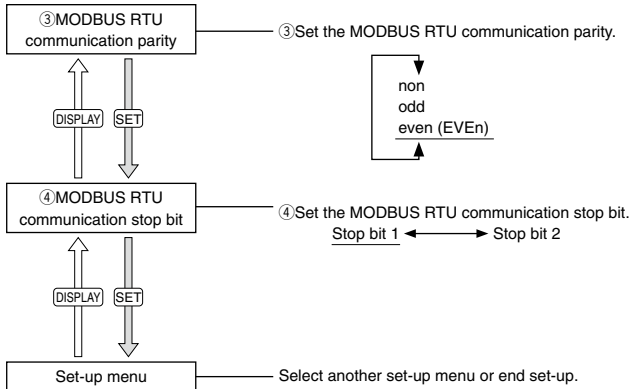 ③MODBUS RTU
communication parity
③Set the MODBUS RTU communication parity.
non
odd
even (EVEn)
DISPLAY SET
④MODBUS RTU
communication stop bit
④Set the MODBUS RTU communication stop bit.
Stop bit 1 Stop bit 2
DISPLAY SET
Set-up menu
Select another set-up menu or end set-up.